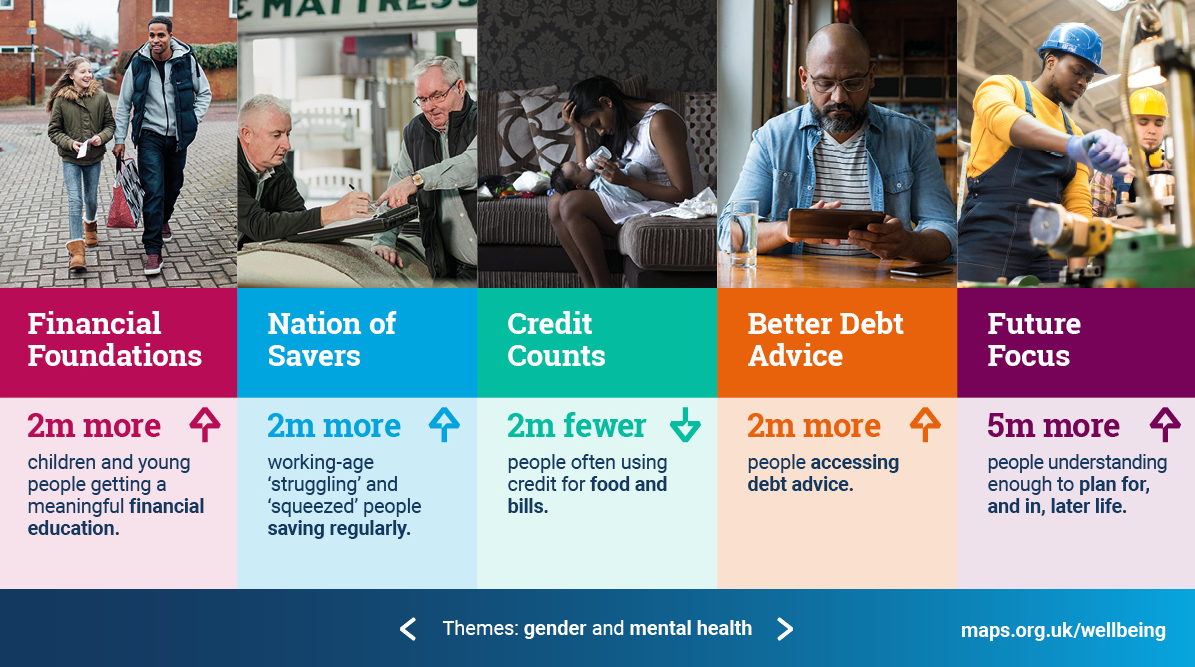 & MATTRESS
Financial
Foundations
2m more
children and young
people getting a
meaningful financial
education.
Nation of
Savers
2m more
working-age
‘struggling’ and
‘squeezed’ people
saving regularly.
Credit
Counts
2m fewer
people often using
credit for food and
bills.
Better Debt
Advice
2m more
people accessing
debt advice.
Future
Focus
5m more
people understanding
enough to plan for,
and in, later life.
Themes: gender and mental health
maps.org.uk/wellbeing